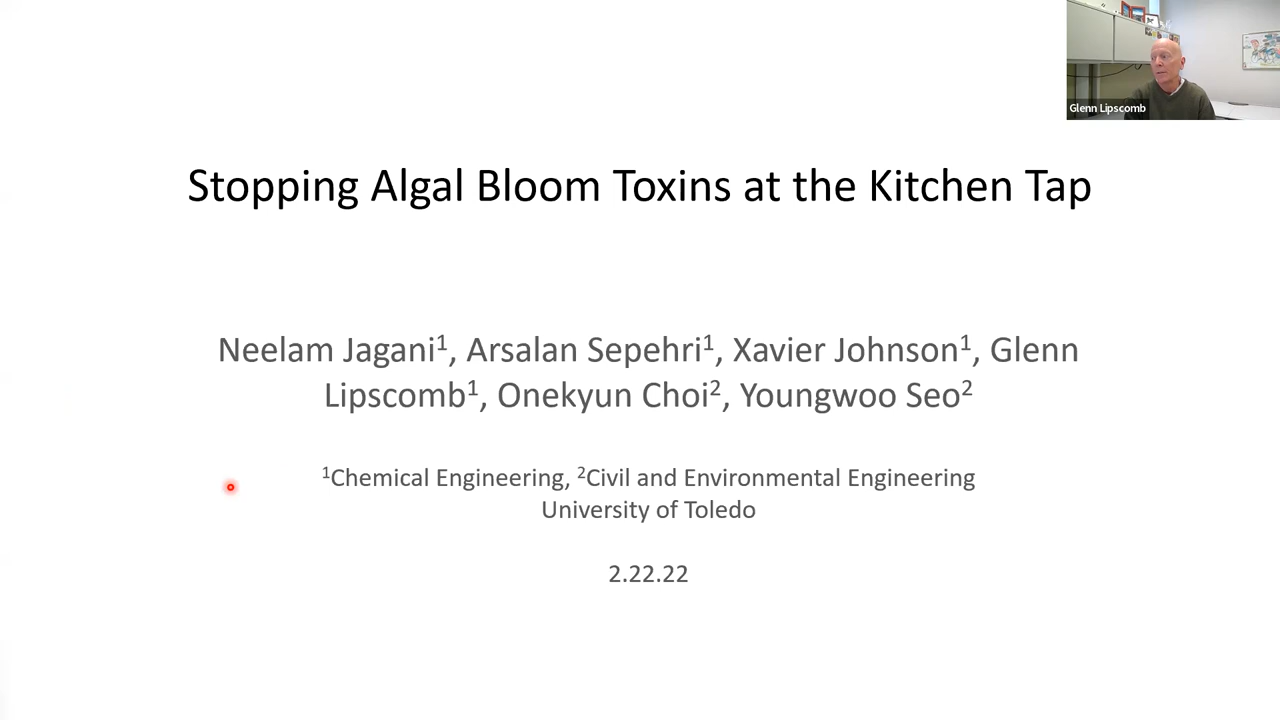 Glenn Lipscomb
Stopping Algal Bloom Toxins at the Kitchen Tap
Neelam Jagani¹, Arsalan Sepehri¹, Xavier Johnson¹, Glenn
Lipscomb¹, Onekyun Choi², Youngwoo Seo²
¹Chemical Engineering, ²Civil and Environmental Engineering
University of Toledo
2.22.22